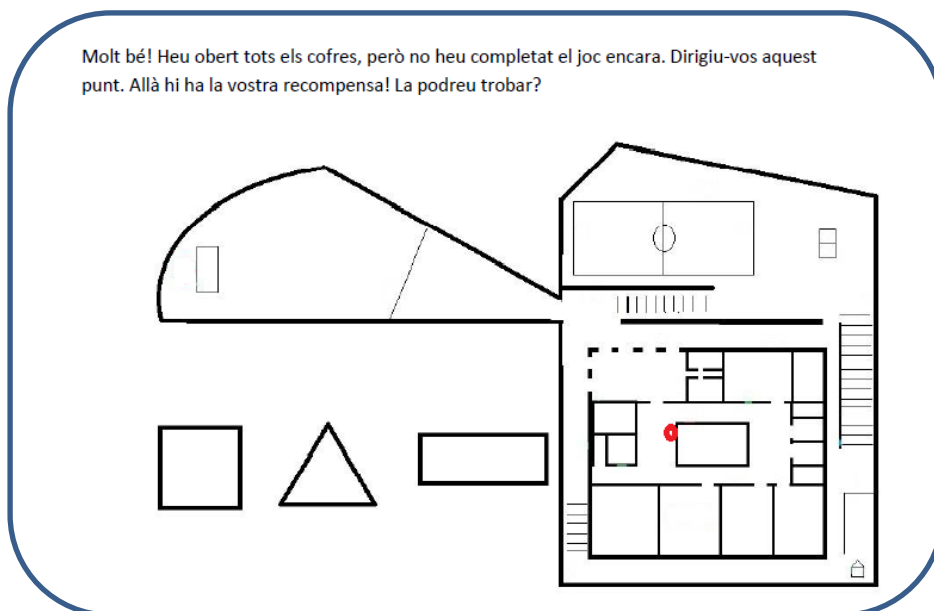 Molt bé! Heu obert tots els cofres, però no heu completat el joc encara. Dirigiu-vos aquest
punt. Allà hi ha la vostra recompensa! La podreu trobar?